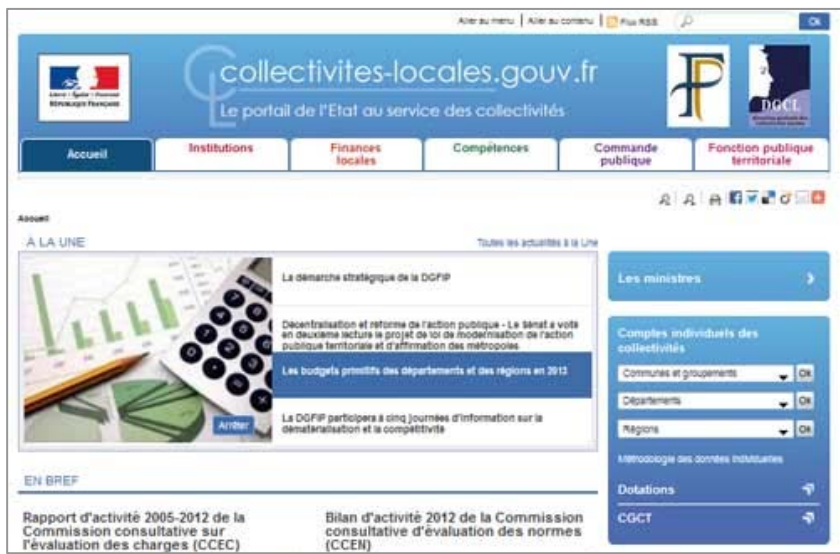 Aller au menu | Aller au contenu | Flux RSS
Ok
Liberté • Égalité • Fraternité
RÉPUBLIQUE FRANÇAISE
collectivites-locales.gouv.fr
Le portail de l'Etat au service des collectivités
DGCL
Accueil
Institutions
Finances
locales
Compétences
Commande
publique
Fonction publique
territoriale
Accueil
A LA UNE
Toutes les actualités à la Une
La démarche stratégique de la DGFIP
Décentralisation et réforme de l'action publique - Le Sénat a voté
en deuxième lecture le projet de loi de modernisation de l'action
publique territoriale et d'affirmation des métropoles
Les budgets primitifs des départements et des régions en 2013
La DGFIP participera à cinq journées d'information sur la
dématérialisation et la compétitivité
Arrêter
Les ministres
Comptes individuels des
collectivités
Communes et groupements
Ok
Départements
Ok
Régions
Ok
Méthodologie des données individuelles
Dotations
CGCT
EN BREF
Rapport d'activité 2005-2012 de la
Commission consultative sur
l'évaluation des charges (CCEC)
Bilan d'activité 2012 de la Commission
consultative d'évaluation des normes
(CCEN)